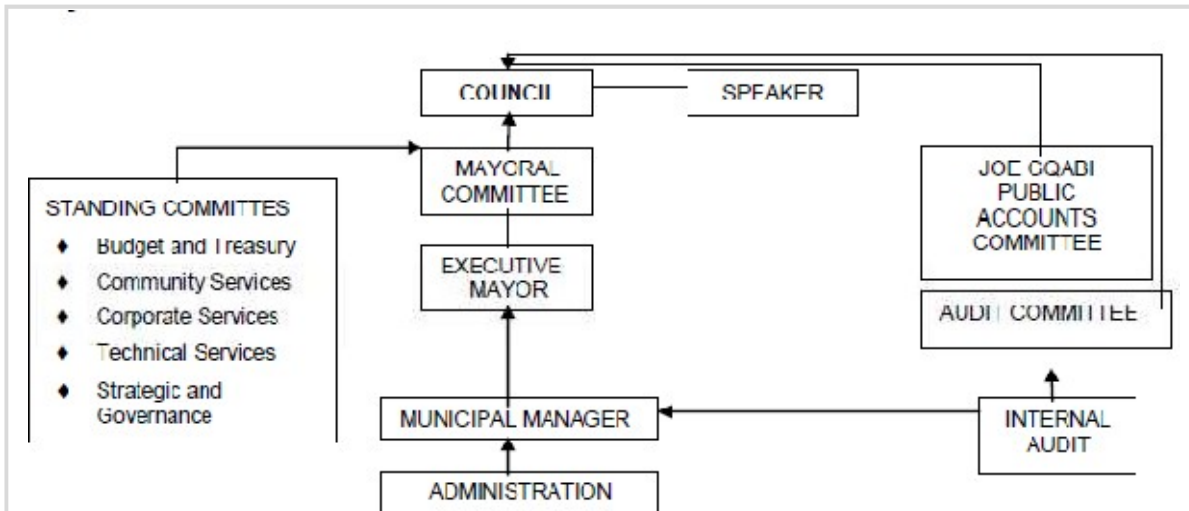 COUNCIL
SPEAKER
MAYORAL
COMMITTEE
STANDING COMMITTES
♦ Budget and Treasury
♦ Community Services
♦ Corporate Services
♦ Technical Services
♦ Strategic and
Governance
EXECUTIVE
MAYOR
JOE GQABI
PUBLIC
ACCOUNTS
COMMITTEE
AUDIT COMMITTEE
MUNICIPAL MANAGER
INTERNAL
AUDIT
ADMINISTRATION